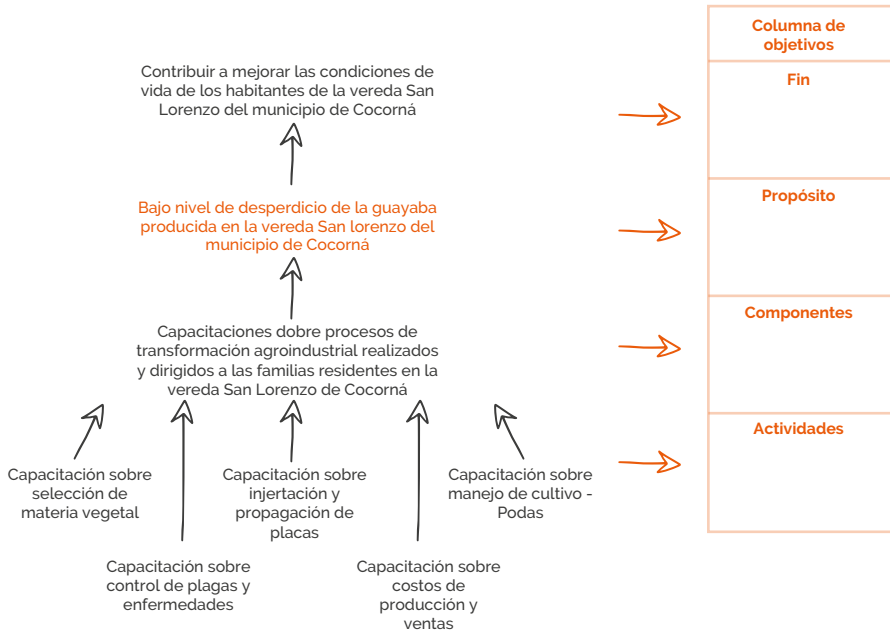 Contribuir a mejorar las condiciones de
vida de los habitantes de la vereda San
Lorenzo del municipio de Cocorná
Bajo nivel de desperdicio de la guayaba
producida en la vereda San lorenzo del
municipio de Cocorná
Capacitaciones dobre procesos de
transformación agroindustrial realizados
y dirigidos a las familias residentes en la
vereda San Lorenzo de Cocorná
Capacitación sobre
selección de
materia vegetal
Capacitación sobre
injertación y
propagación de
placas
Capacitación sobre
manejo de cultivo -
Podas
Capacitación sobre
control de plagas y
enfermedades
Capacitación sobre
costos de
producción y
ventas
Columna de
objetivos
Fin
Propósito
Componentes
Actividades